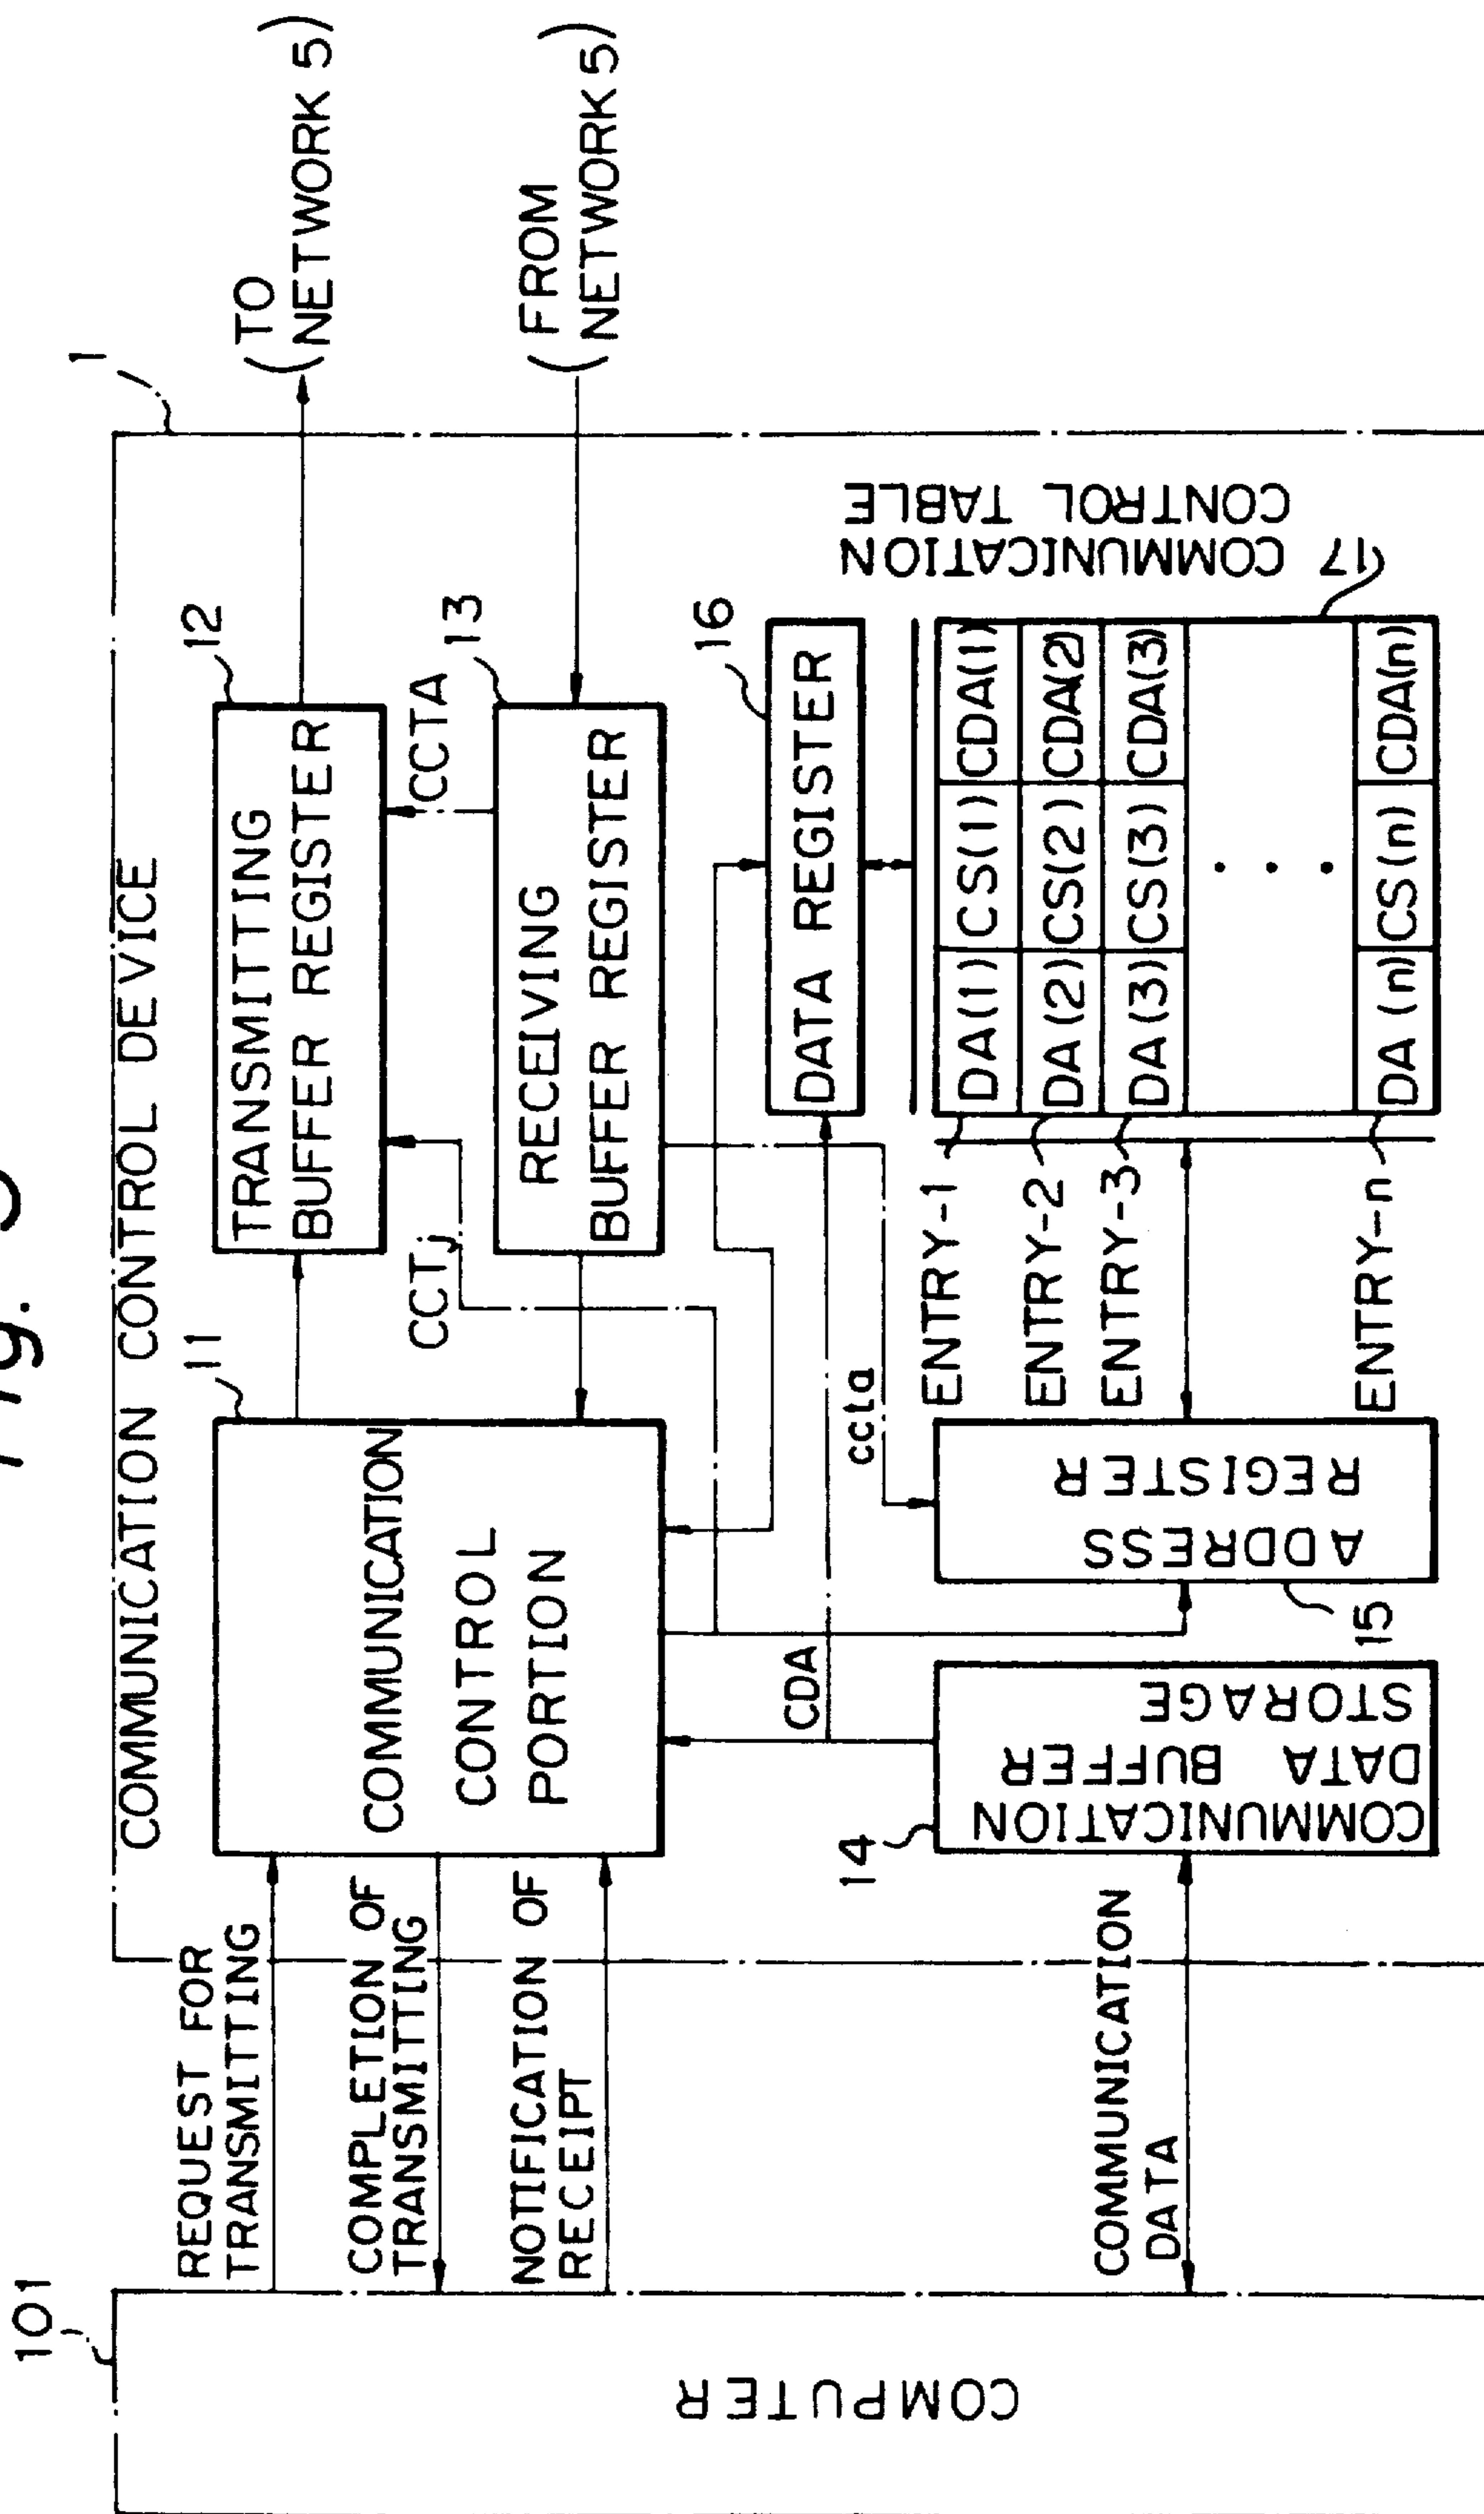 Fig.
101
COMPUTER
REQUEST FOR
TRANSMITTING
COMPLETION OF
TRANSMITTING
NOTIFICATION OF
RECEIPT
COMMUNICATION
DATA
COMMUNICATION CONTROL DEVICE
1
11
COMMUNICATION
CONTROL
PORTION
12
TRANSMITTING
BUFFER REGISTER
(TO
NETWORK 5)
CCTj
CCTA
13
RECEIVING
BUFFER REGISTER
(FROM
NETWORK 5)
CDA
ccta
14
COMMUNICATION
DATA BUFFER
STORAGE
15
ADDRESS
REGISTER
16
DATA REGISTER
ENTRY-1
ENTRY-2
ENTRY-3
ENTRY-n
DA(1) CS(1) CDA(1)
DA(2) CS(2) CDA(2)
DA(3) CS(3) CDA(3)
. . .
DA(n) CS(n) CDA(n)
17 COMMUNICATION
CONTROL TABLE